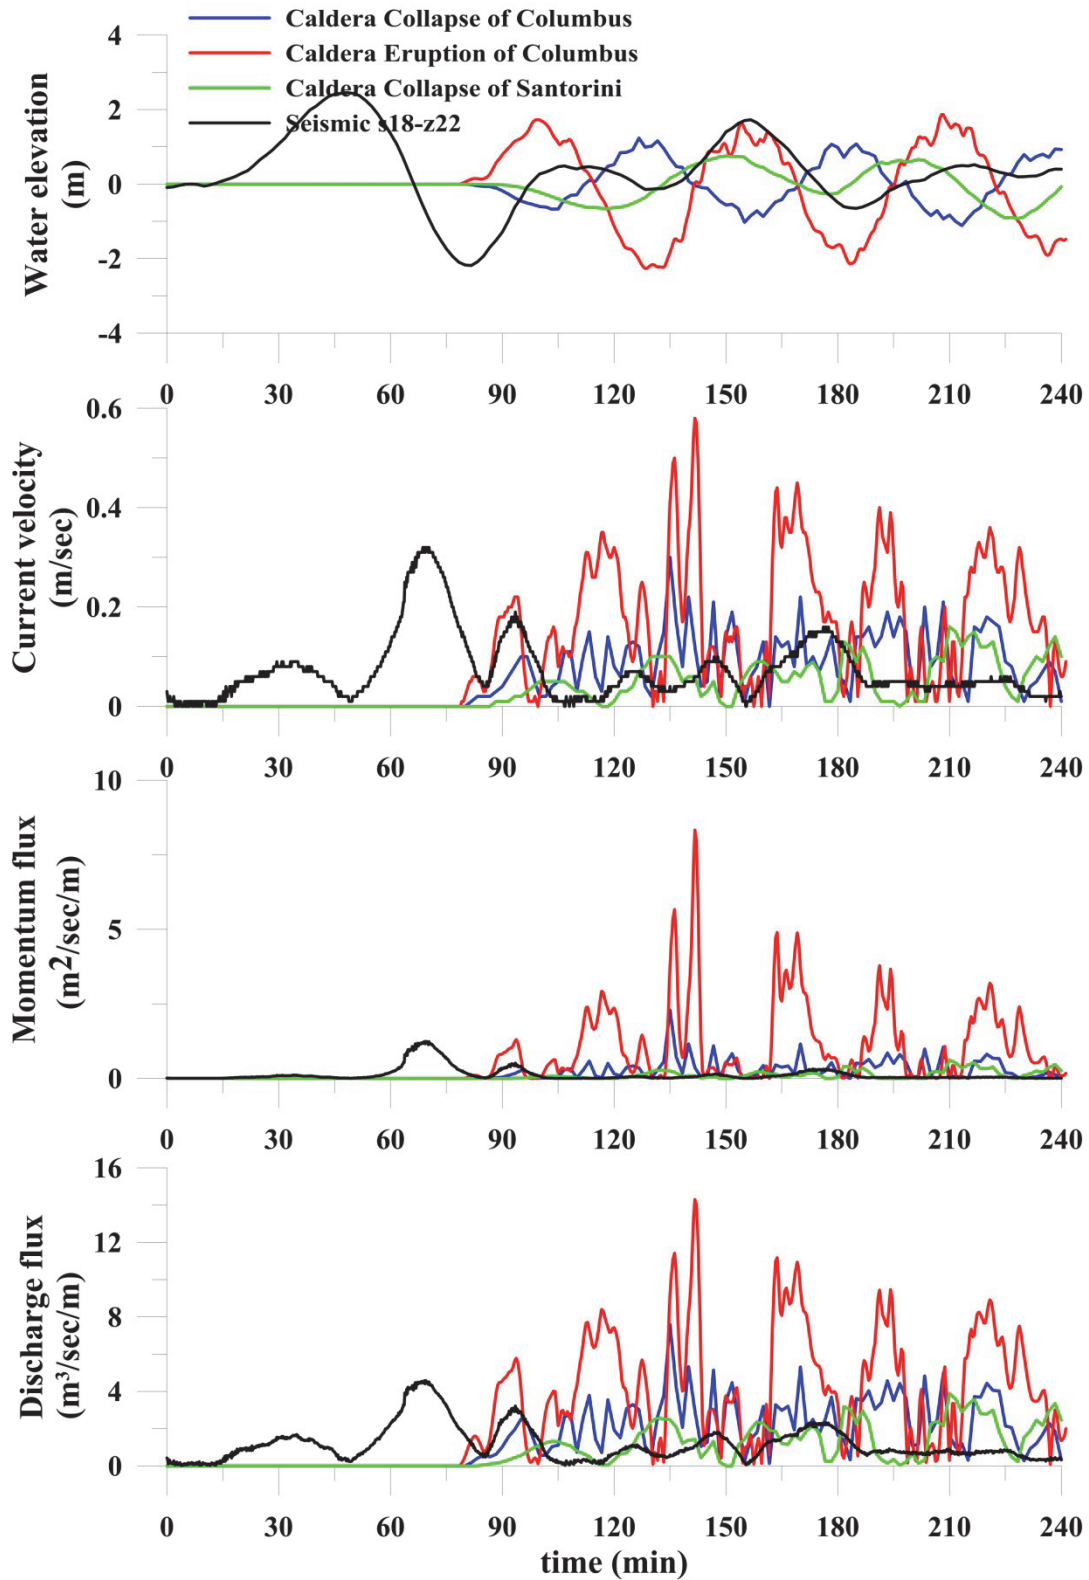 Caldera Collapse of Columbus
Caldera Eruption of Columbus
Caldera Collapse of Santorini
Seismic s18-z22
Water elevation
(m)
4
2
0
-2
-4
0 30 60 90 120 150 180 210 240
Current velocity
(m/sec)
0.6
0.4
0.2
0
0 30 60 90 120 150 180 210 240
Momentum flux
(m²/sec/m)
10
5
0
0 30 60 90 120 150 180 210 240
Discharge flux
(m³/sec/m)
16
12
8
4
0
0 30 60 90 120 150 180 210 240
time (min)